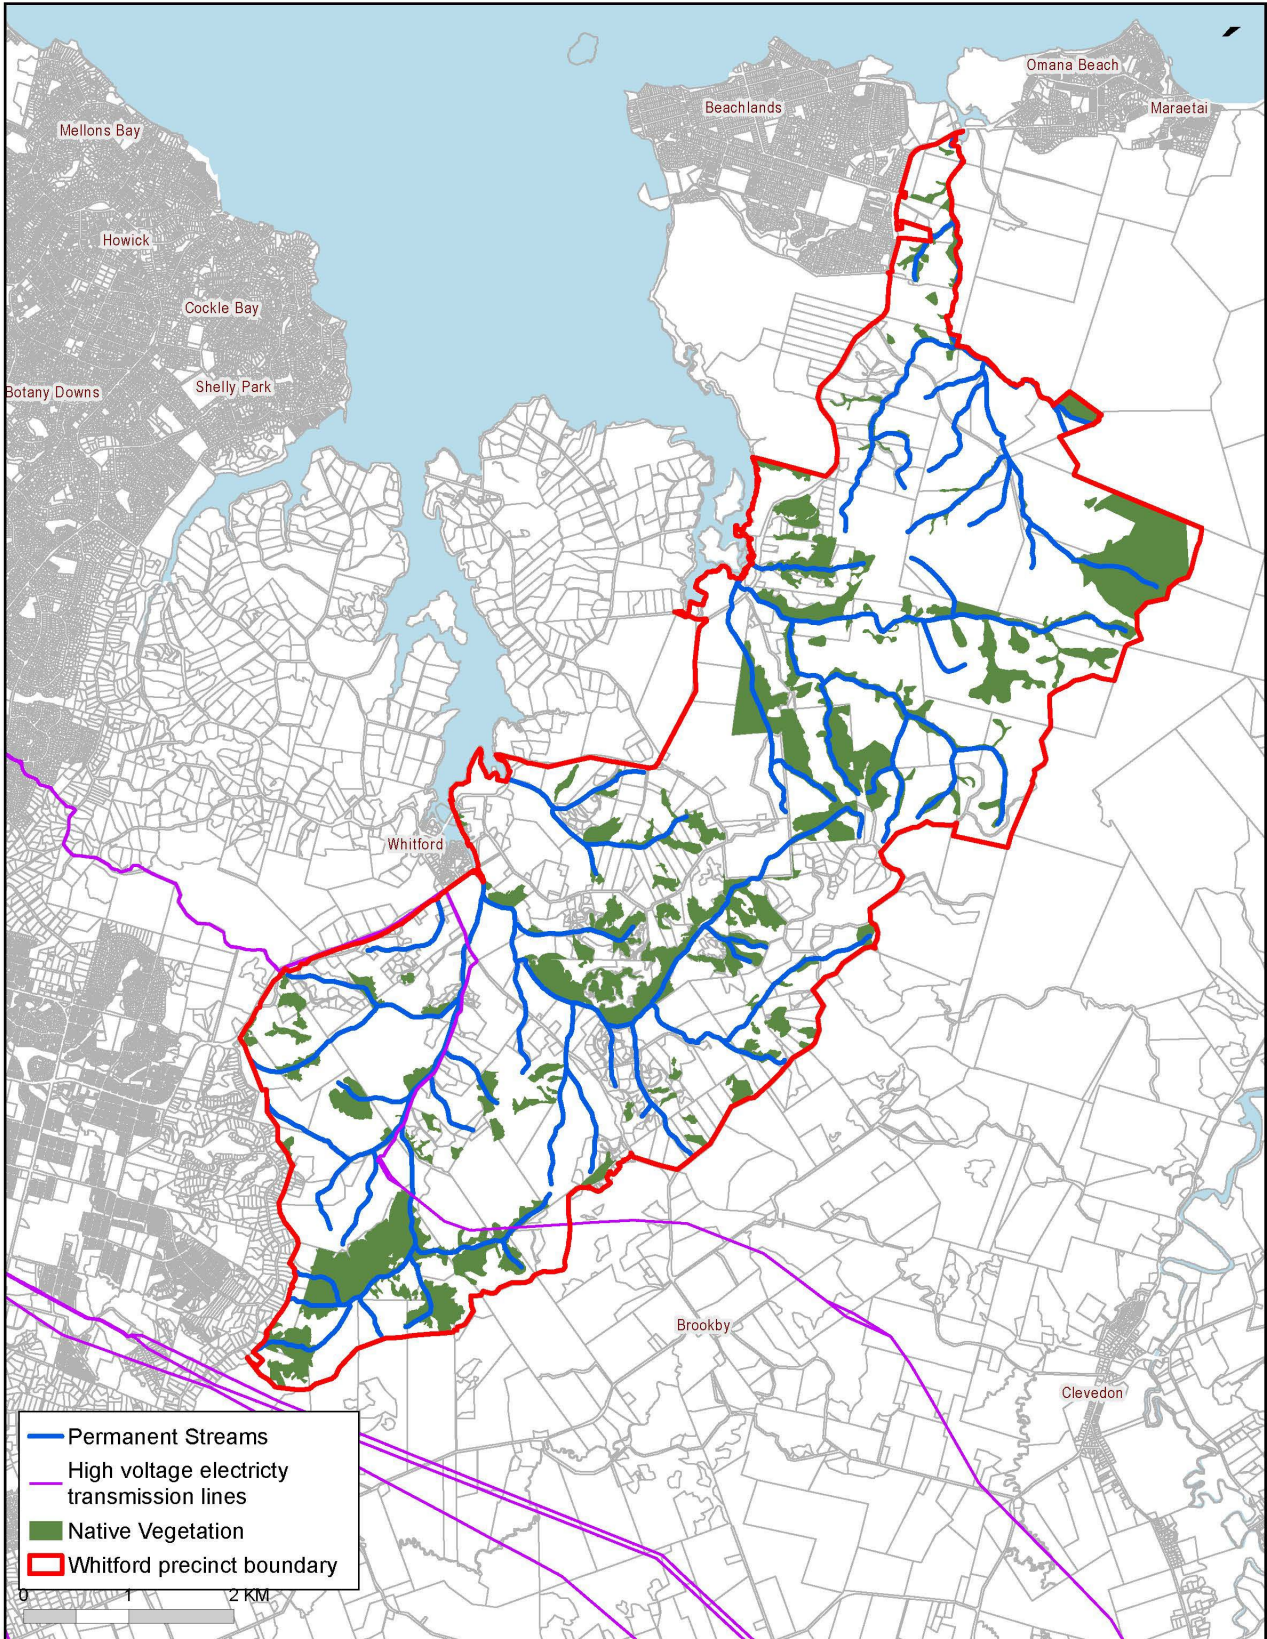 Omana Beach
Beachlands
Maraetai
Mellons Bay
Howick
Cockle Bay
Shelly Park
Botany Downs
Whitford
Brookby
Clevedon
Permanent Streams
High voltage electricty
transmission lines
Native Vegetation
Whitford precinct boundary
0 1 2 KM